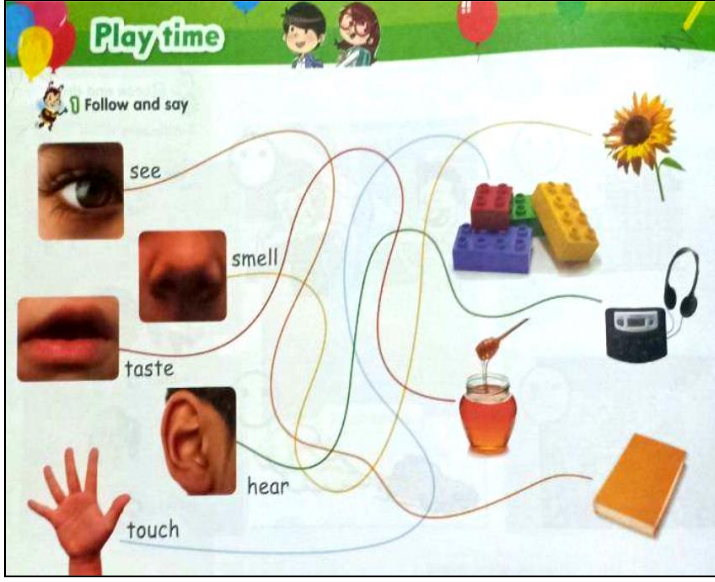 Play time
1 Follow and say
see
smell
taste
hear
touch